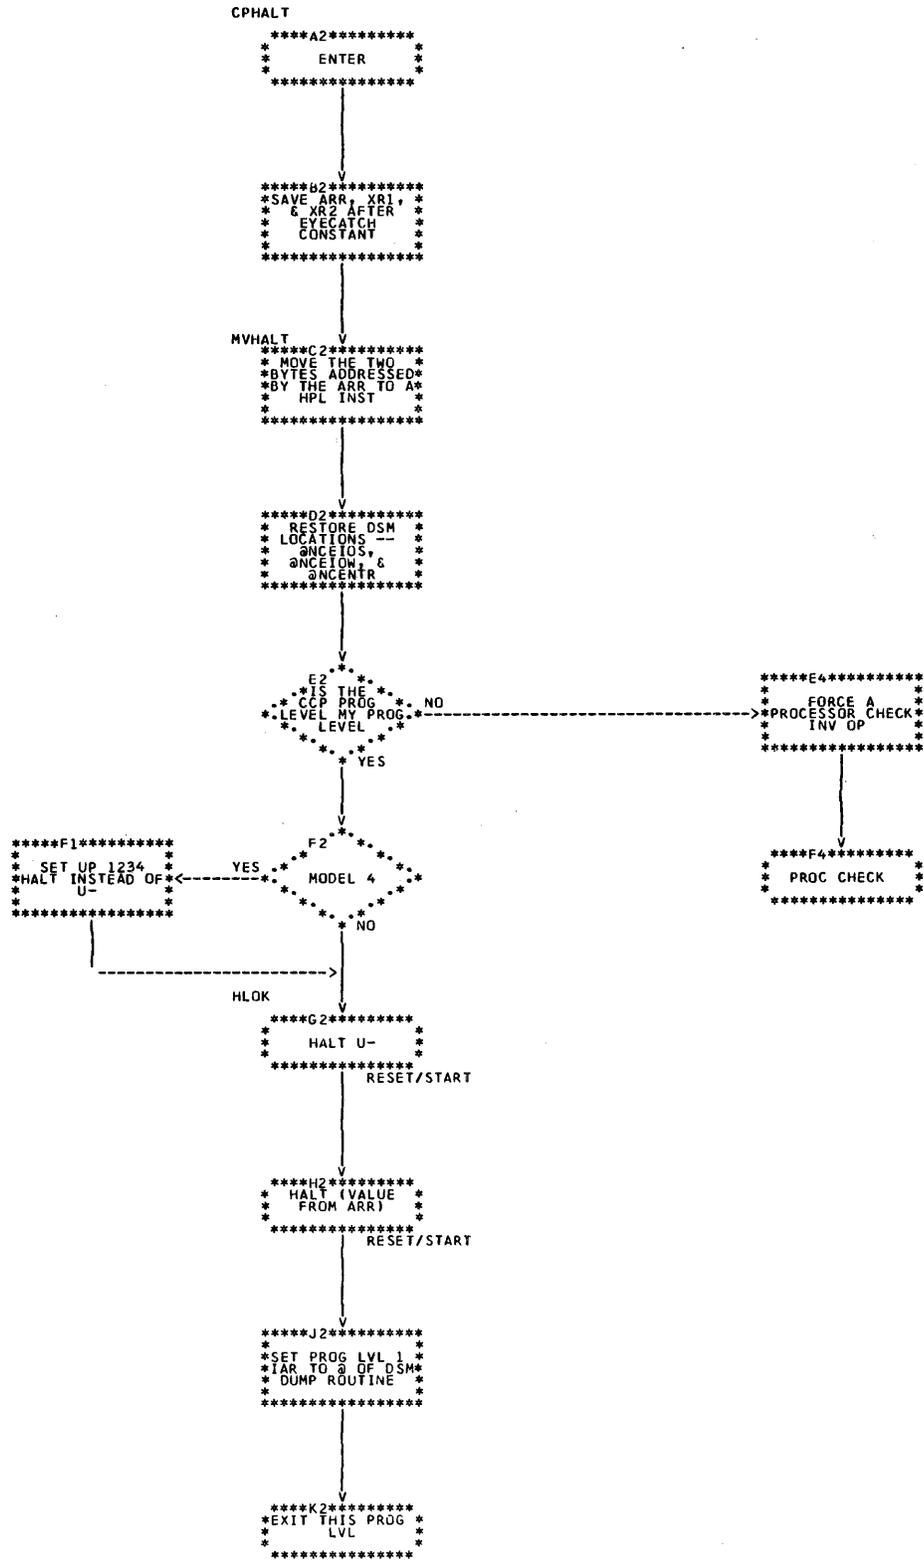 CPHALT
A2
ENTER
B2
SAVE ARR, XR1,
& XR2 AFTER
EYECATCH
CONSTANT
MVHALT
C2
MOVE THE TWO
BYTES ADDRESSED
BY THE ARR TO A
HPL INST
D2
RESTORE DSM
LOCATIONS --
@NCEIOS,
@NCEIOW, &
@NCENTR
E2
IS THE
CCP PROG
LEVEL MY PROG
LEVEL
NO
YES
E4
FORCE A
PROCESSOR CHECK
INV OP
F1
SET UP 1234
HALT INSTEAD OF
U-
YES
F2
MODEL 4
NO
F4
PROC CHECK
HLOK
G2
HALT U-
RESET/START
H2
HALT (VALUE
FROM ARR)
RESET/START
J2
SET PROG LVL 1
IAR TO @ OF DSM
DUMP ROUTINE
K2
EXIT THIS PROG
LVL